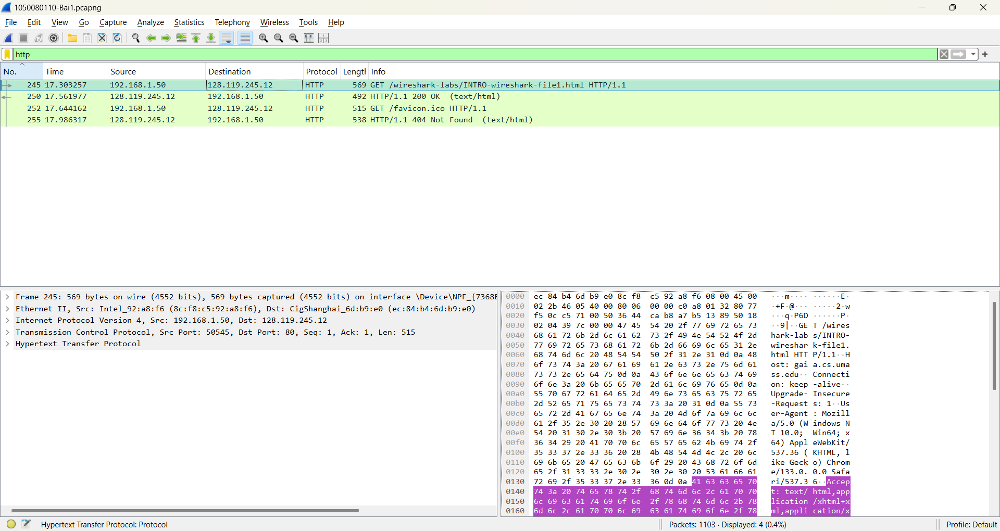 1050080110-Bai1.pcapng
File Edit View Go Capture Analyze Statistics Telephony Wireless Tools Help
http
No. Time Source Destination Protocol Length Info
245 17.303257 192.168.1.50 128.119.245.12 HTTP 569 GET /wireshark-labs/INTRO-wireshark-file1.html HTTP/1.1
250 17.561977 128.119.245.12 192.168.1.50 HTTP 492 HTTP/1.1 200 OK (text/html)
252 17.644162 192.168.1.50 128.119.245.12 HTTP 515 GET /favicon.ico HTTP/1.1
255 17.986317 128.119.245.12 192.168.1.50 HTTP 538 HTTP/1.1 404 Not Found (text/html)
Frame 245: 569 bytes on wire (4552 bits), 569 bytes captured (4552 bits) on interface \Device\NPF_{7368E
Ethernet II, Src: Intel_92:a8:f6 (8c:f8:c5:92:a8:f6), Dst: CigShanghai_6d:b9:e0 (ec:84:b4:6d:b9:e0)
Internet Protocol Version 4, Src: 192.168.1.50, Dst: 128.119.245.12
Transmission Control Protocol, Src Port: 50545, Dst Port: 80, Seq: 1, Ack: 1, Len: 515
Hypertext Transfer Protocol
0000 ec 84 b4 6d b9 e0 8c f8 c5 92 a8 f6 08 00 45 00 ···m···· ······E·
0010 02 2b 46 05 40 00 80 06 00 00 c0 a8 01 32 80 77 ·+F·@··· ·····2·w
0020 f5 0c c5 71 00 50 36 44 ca b8 a7 b5 13 89 50 18 ···q·P6D ······P·
0030 02 04 39 7c 00 00 47 45 54 20 2f 77 69 72 65 73 ··9|··GE T /wires
0040 68 61 72 6b 2d 6c 61 62 73 2f 49 4e 54 52 4f 2d hark-lab s/INTRO-
0050 77 69 72 65 73 68 61 72 6b 2d 66 69 6c 65 31 2e wireshar k-file1.
0060 68 74 6d 6c 20 48 54 54 50 2f 31 2e 31 0d 0a 48 html HTT P/1.1··H
0070 6f 73 74 3a 20 67 61 69 61 2e 63 73 2e 75 6d 61 ost: gai a.cs.uma
0080 73 73 2e 65 64 75 0d 0a 43 6f 6e 6e 65 63 74 69 ss.edu·· Connecti
0090 6f 6e 3a 20 6b 65 65 70 2d 61 6c 69 76 65 0d 0a on: keep -alive··
00a0 55 70 67 72 61 64 65 2d 49 6e 73 65 63 75 72 65 Upgrade- Insecure
00b0 2d 52 65 71 75 65 73 74 73 3a 20 31 0d 0a 55 73 -Request s: 1··Us
00c0 65 72 2d 41 67 65 6e 74 3a 20 4d 6f 7a 69 6c 6c er-Agent : Mozill
00d0 61 2f 35 2e 30 20 28 57 69 6e 64 6f 77 73 20 4e a/5.0 (W indows N
00e0 54 20 31 30 2e 30 3b 20 57 69 6e 36 34 3b 20 78 T 10.0;  Win64; x
00f0 36 34 29 20 41 70 70 6c 65 57 65 62 4b 69 74 2f 64) Appl eWebKit/
0100 35 33 37 2e 33 36 20 28 4b 48 54 4d 4c 2c 20 6c 537.36 ( KHTML, l
0110 69 6b 65 20 47 65 63 6b 6f 29 20 43 68 72 6f 6d ike Geck o) Chrom
0120 65 2f 31 33 33 2e 30 2e 30 2e 30 20 53 61 66 61 e/133.0. 0.0 Safa
0130 72 69 2f 35 33 37 2e 33 36 0d 0a 41 63 63 65 70 ri/537.3 6··Accep
0140 74 3a 20 74 65 78 74 2f 68 74 6d 6c 2c 61 70 70 t: text/ html,app
0150 6c 69 63 61 74 69 6f 6e 2f 78 68 74 6d 6c 2b 78 lication /xhtml+x
0160 6d 6c 2c 61 70 70 6c 69 63 61 74 69 6f 6e 2f 78 ml,appli cation/x
Hypertext Transfer Protocol: Protocol Packets: 1103 · Displayed: 4 (0.4%) Profile: Default